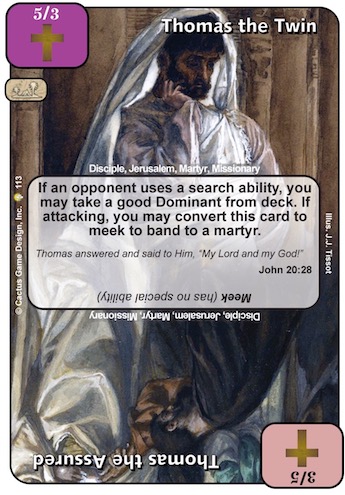 5/3
Thomas the Twin
Disciple, Jerusalem, Martyr, Missionary
If an opponent uses a search ability, you
may take a good Dominant from deck. If
attacking, you may convert this card to
meek to band to a martyr.
Thomas answered and said to Him, “My Lord and my God!”
John 20:28
Meek (has no special ability)
Disciple, Jerusalem, Martyr, Missionary
Thomas the Assured
3/5
© Cactus Game Design, Inc. 113
Illus. J.J. Tissot